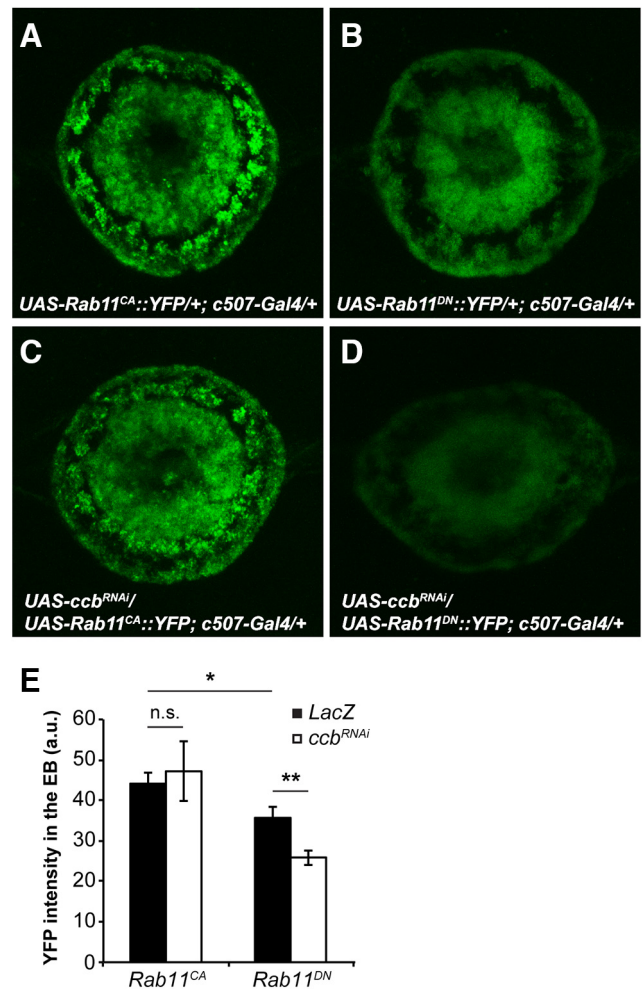 A
B
UAS-Rab11CA::YFP/+; c507-Gal4/+
UAS-Rab11DN::YFP/+; c507-Gal4/+
C
D
UAS-ccbRNAi/
UAS-Rab11CA::YFP; c507-Gal4/+
UAS-ccbRNAi/
UAS-Rab11DN::YFP; c507-Gal4/+
E
YFP intensity in the EB (a.u.)
60
50
40
30
20
10
0
*
n.s.
**
LacZ
ccbRNAi
Rab11CA
Rab11DN